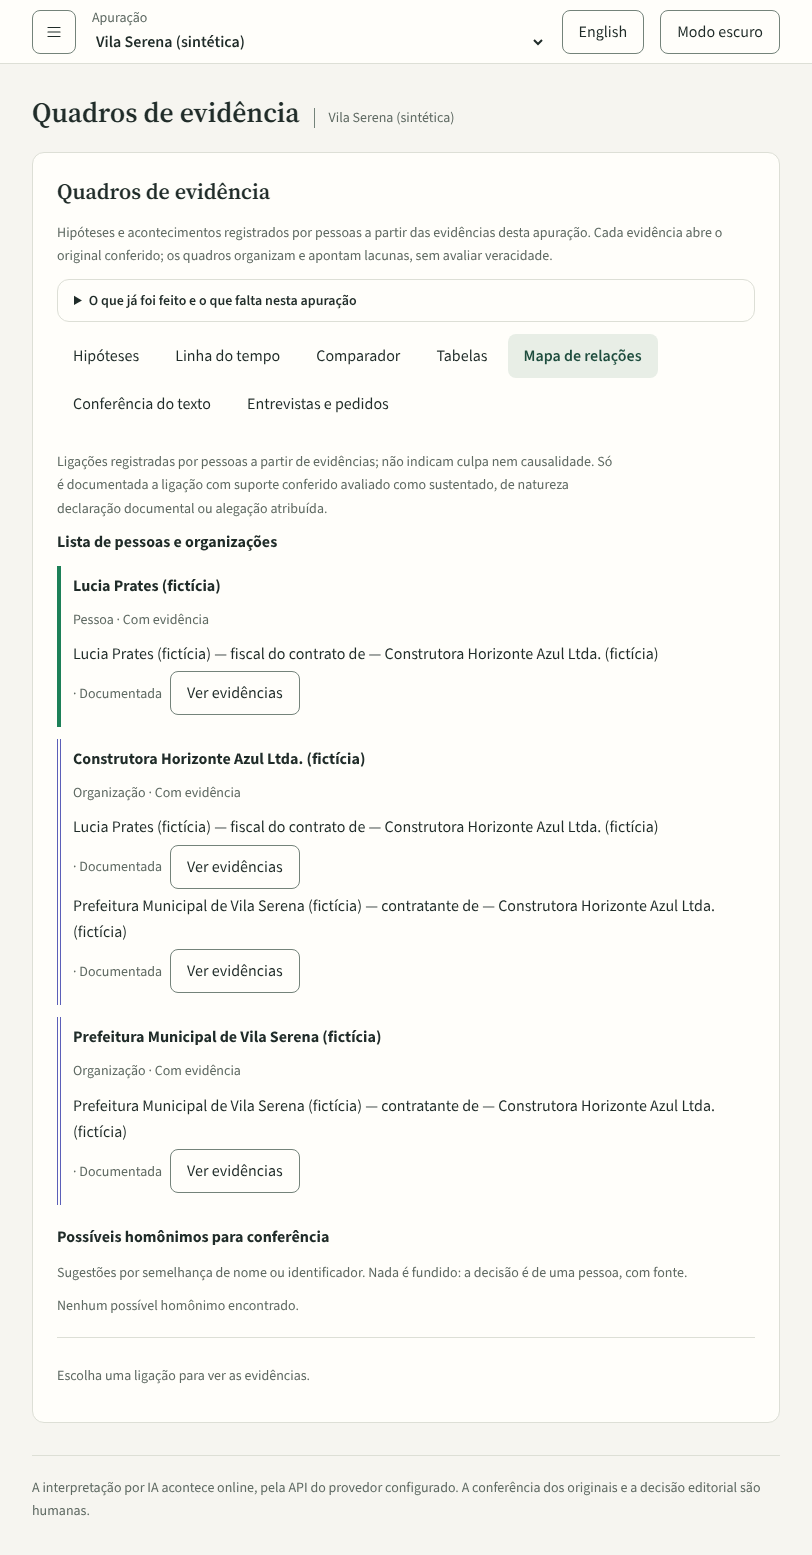 Apuração
Vila Serena (sintética)
English
Modo escuro
Quadros de evidência
Vila Serena (sintética)
Quadros de evidência
Hipóteses e acontecimentos registrados por pessoas a partir das evidências desta apuração. Cada evidência abre o
original conferido; os quadros organizam e apontam lacunas, sem avaliar veracidade.
O que já foi feito e o que falta nesta apuração
Hipóteses
Linha do tempo
Comparador
Tabelas
Mapa de relações
Conferência do texto
Entrevistas e pedidos
Ligações registradas por pessoas a partir de evidências; não indicam culpa nem causalidade. Só
é documentada a ligação com suporte conferido avaliado como sustentado, de natureza
declaração documental ou alegação atribuída.
Lista de pessoas e organizações
Lucia Prates (fictícia)
Pessoa · Com evidência
Lucia Prates (fictícia) — fiscal do contrato de — Construtora Horizonte Azul Ltda. (fictícia)
· Documentada Ver evidências
Construtora Horizonte Azul Ltda. (fictícia)
Organização · Com evidência
Lucia Prates (fictícia) — fiscal do contrato de — Construtora Horizonte Azul Ltda. (fictícia)
· Documentada Ver evidências
Prefeitura Municipal de Vila Serena (fictícia) — contratante de — Construtora Horizonte Azul Ltda.
(fictícia)
· Documentada Ver evidências
Prefeitura Municipal de Vila Serena (fictícia)
Organização · Com evidência
Prefeitura Municipal de Vila Serena (fictícia) — contratante de — Construtora Horizonte Azul Ltda.
(fictícia)
· Documentada Ver evidências
Possíveis homônimos para conferência
Sugestões por semelhança de nome ou identificador. Nada é fundido: a decisão é de uma pessoa, com fonte.
Nenhum possível homônimo encontrado.
Escolha uma ligação para ver as evidências.
A interpretação por IA acontece online, pela API do provedor configurado. A conferência dos originais e a decisão editorial são
humanas.